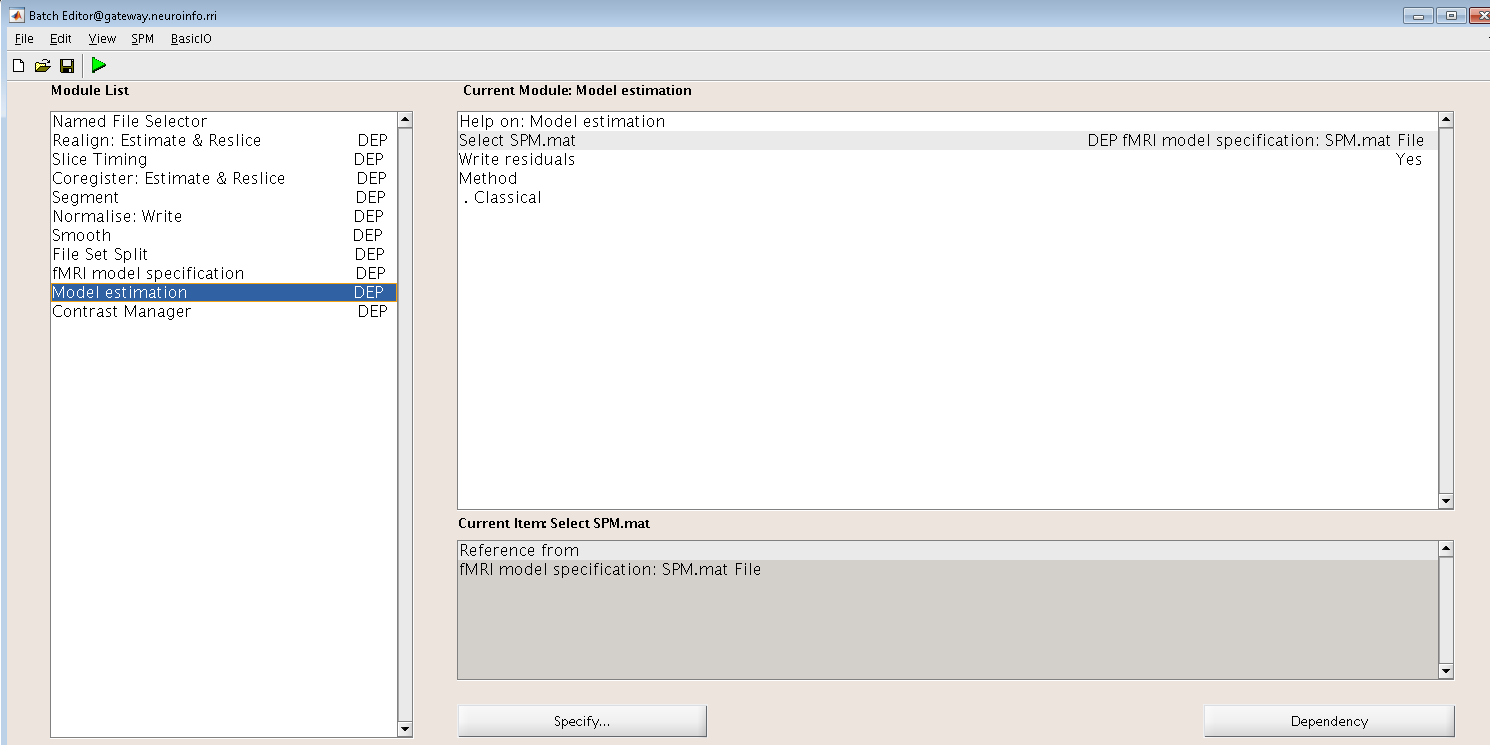 Batch Editor@gateway.neuroinfo.rri
File Edit View SPM BasicIO
Module List
Named File Selector
Realign: Estimate & Reslice DEP
Slice Timing DEP
Coregister: Estimate & Reslice DEP
Segment DEP
Normalise: Write DEP
Smooth DEP
File Set Split DEP
fMRI model specification DEP
Model estimation DEP
Contrast Manager DEP
Current Module: Model estimation
Help on: Model estimation
Select SPM.mat DEP fMRI model specification: SPM.mat File
Write residuals Yes
Method
. Classical
Current Item: Select SPM.mat
Reference from
fMRI model specification: SPM.mat File
Specify...
Dependency